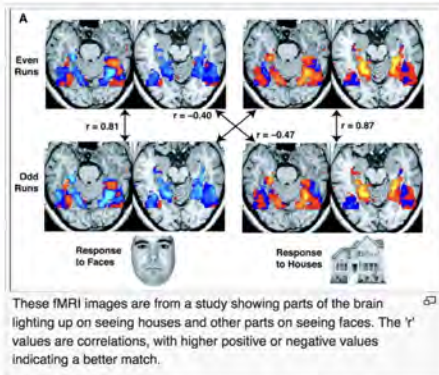 A
Even
Runs
r = 0.81
r = –0.40
r = –0.47
r = 0.87
Odd
Runs
Response
to Faces
Response
to Houses
These fMRI images are from a study showing parts of the brain
lighting up on seeing houses and other parts on seeing faces. The 'r'
values are correlations, with higher positive or negative values
indicating a better match.